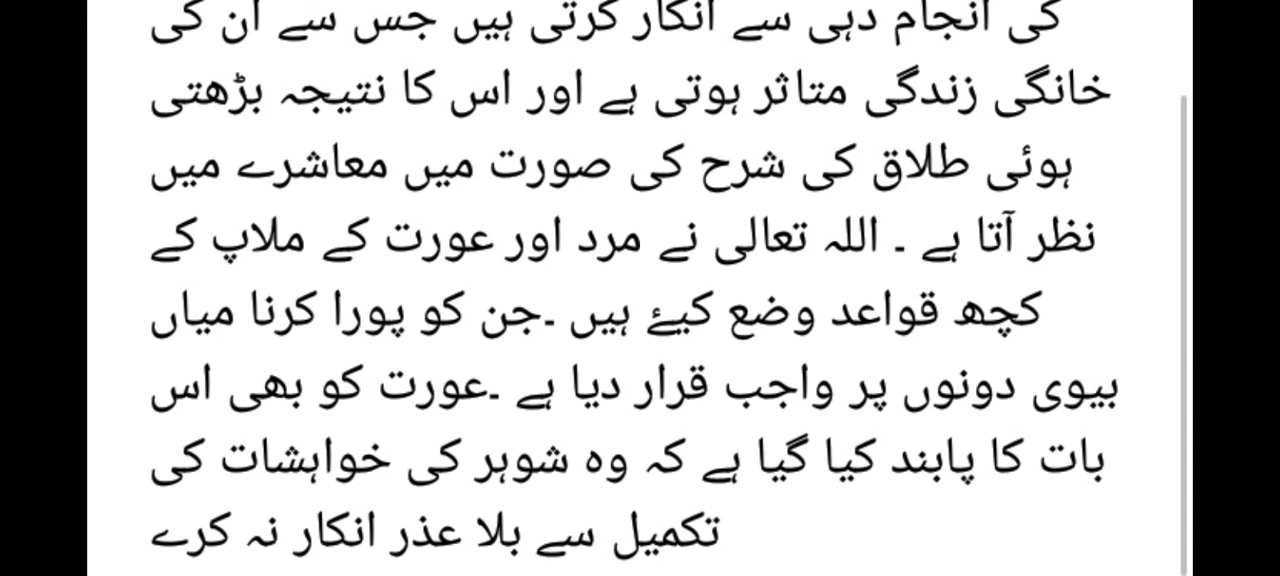 کی انجام دہی سے انکار کرتی ہیں جس سے ان کی
خانگی زندگی متاثر ہوتی ہے اور اس کا نتیجہ بڑھتی
ہوئی طلاق کی شرح کی صورت میں معاشرے میں
نظر آتا ہے ۔ اللہ تعالی نے مرد اور عورت کے ملاپ کے
کچھ قواعد وضع کیۓ ہیں ۔جن کو پورا کرنا میاں
بیوی دونوں پر واجب قرار دیا ہے ۔عورت کو بھی اس
بات کا پابند کیا گیا ہے کہ وہ شوہر کی خواہشات کی
تکمیل سے بلا عذر انکار نہ کرے